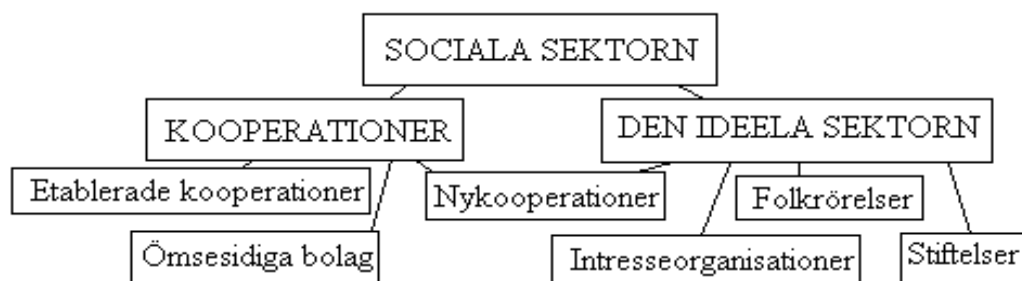 SOCIALA SEKTORN
KOOPERATIONER
DEN IDEELA SEKTORN
Etablerade kooperationer
Nykooperationer
Folkrörelser
Ömsesidiga bolag
Intresseorganisationer
Stiftelser